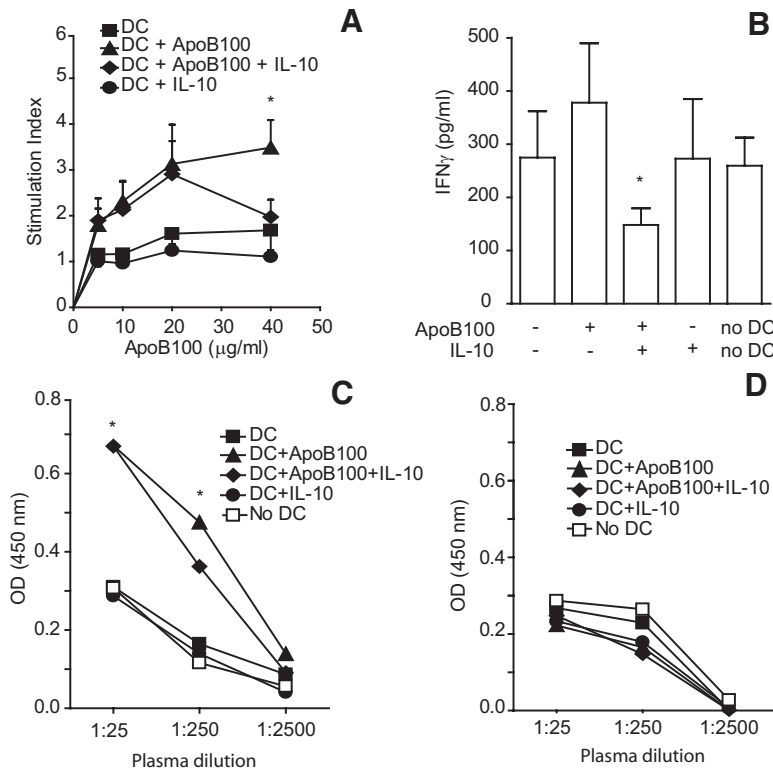 A
DC
DC + ApoB100
DC + ApoB100 + IL-10
DC + IL-10
*
6
5
4
3
2
1
0
Stimulation Index
0 10 20 30 40 50
ApoB100 (μg/ml)
B
500
400
300
200
100
0
IFNγ (pg/ml)
*
ApoB100 - + + - no DC
IL-10 - - + + no DC
C
0.8
0.6
0.4
0.2
0.0
OD (450 nm)
*
*
DC
DC+ApoB100
DC+ApoB100+IL-10
DC+IL-10
No DC
1:25 1:250 1:2500
Plasma dilution
D
0.8
0.6
0.4
0.2
0.0
OD (450 nm)
DC
DC+ApoB100
DC+ApoB100+IL-10
DC+IL-10
No DC
1:25 1:250 1:2500
Plasma dilution